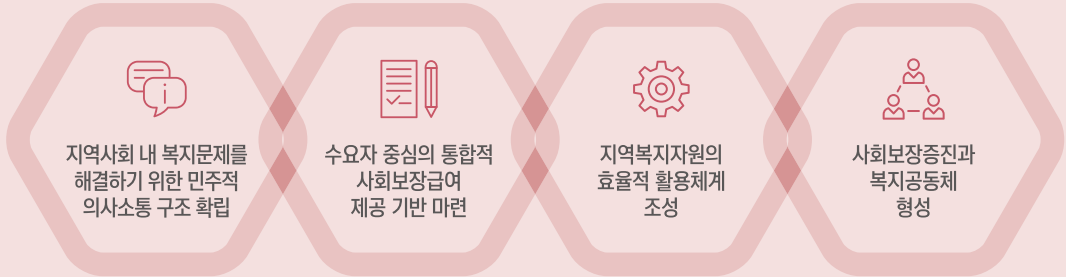 지역사회 내 복지문제를
해결하기 위한 민주적
의사소통 구조 확립
수요자 중심의 통합적
사회보장급여
제공 기반 마련
지역복지자원의
효율적 활용체계
조성
사회보장증진과
복지공동체
형성